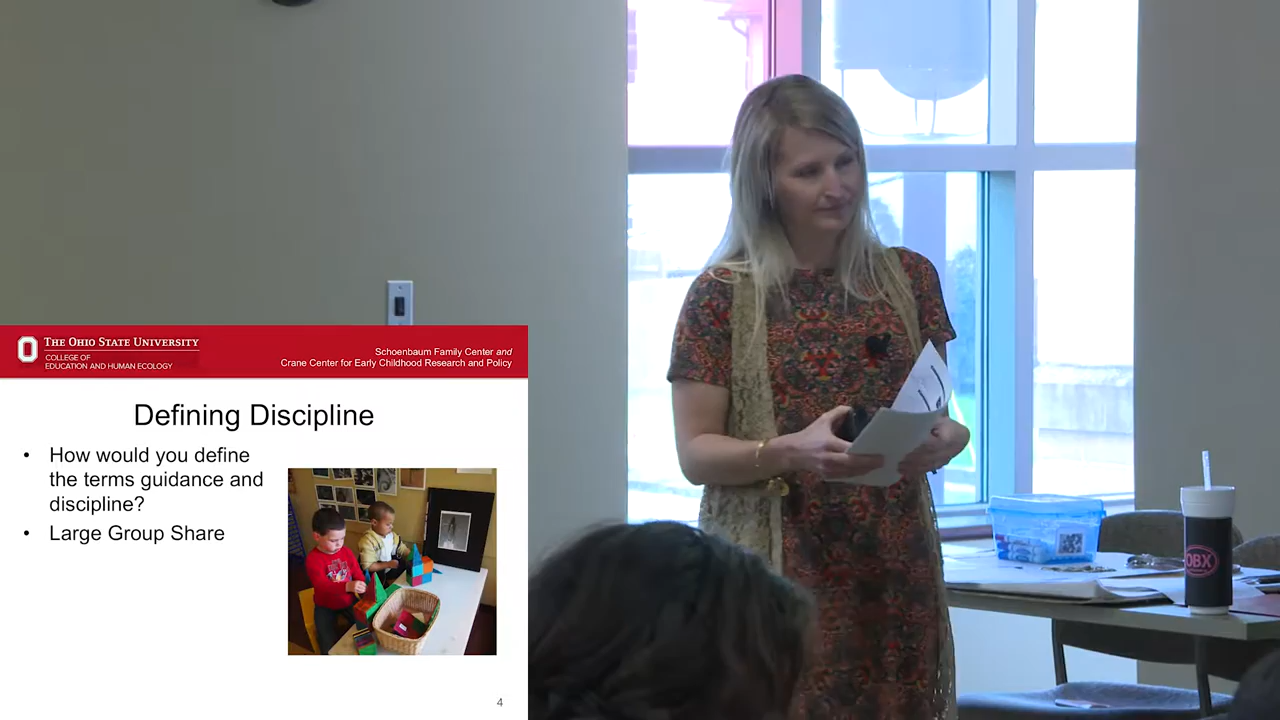 THE OHIO STATE UNIVERSITY
COLLEGE OF
EDUCATION AND HUMAN ECOLOGY
Schoenbaum Family Center and
Crane Center for Early Childhood Research and Policy
Defining Discipline
• How would you define
the terms guidance and
discipline?
• Large Group Share
4
OBX